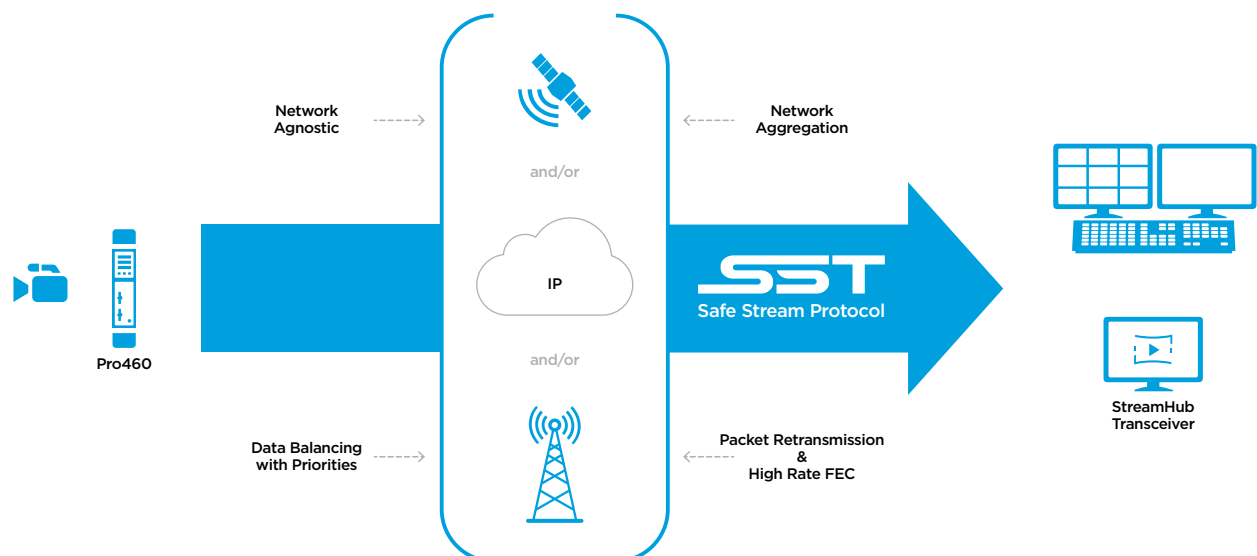 Network
Agnostic
Network
Aggregation
and/or
IP
SST
Safe Stream Protocol
Pro460
and/or
StreamHub
Transceiver
Data Balancing
with Priorities
Packet Retransmission
&
High Rate FEC